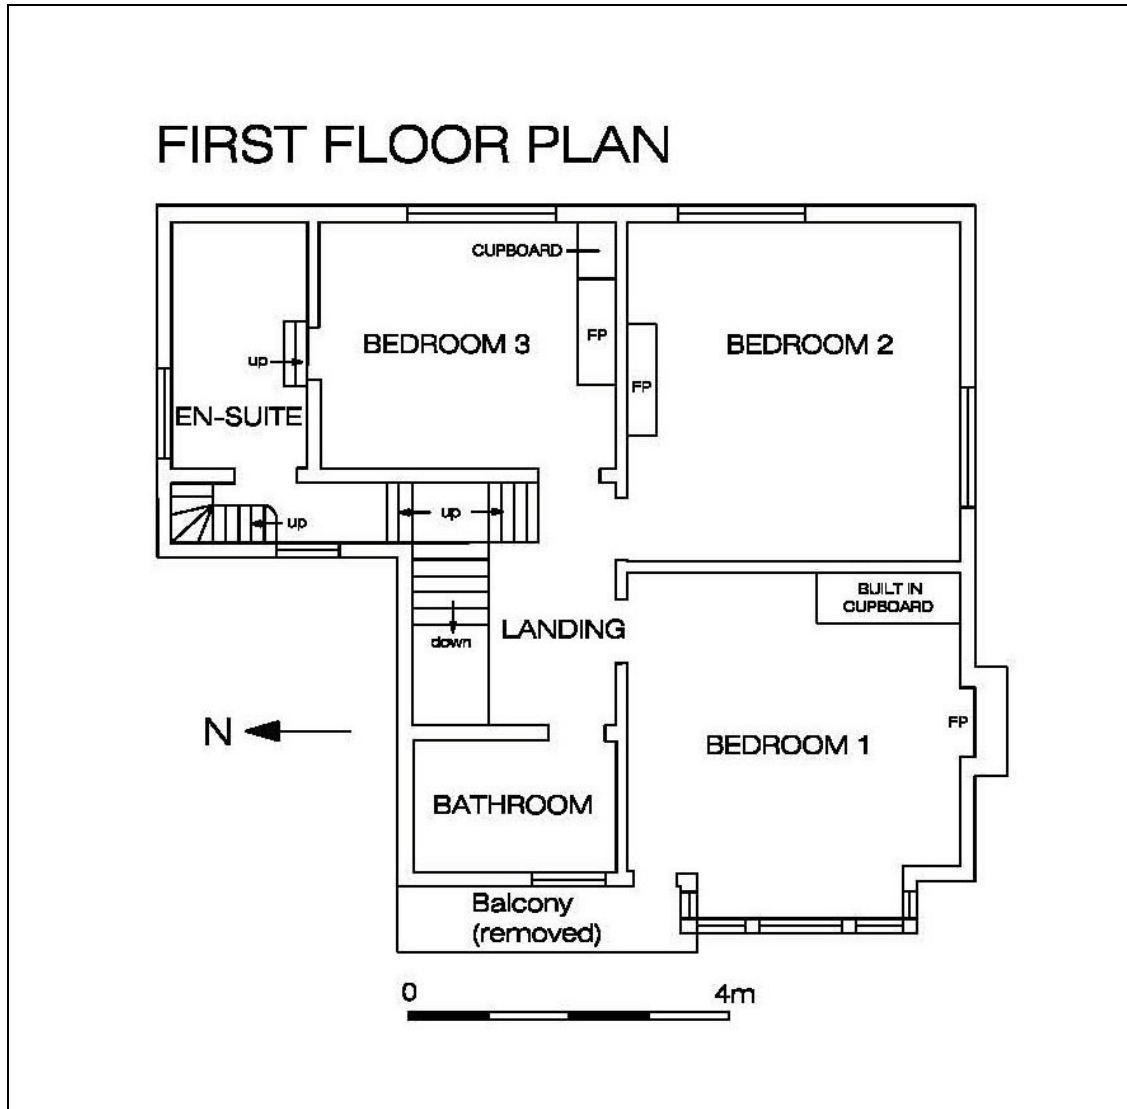 FIRST FLOOR PLAN
CUPBOARD
BEDROOM 3
FP
BEDROOM 2
up
FP
EN-SUITE
up
up
BUILT IN
CUPBOARD
LANDING
down
N
FP
BEDROOM 1
BATHROOM
Balcony
(removed)
0
4m